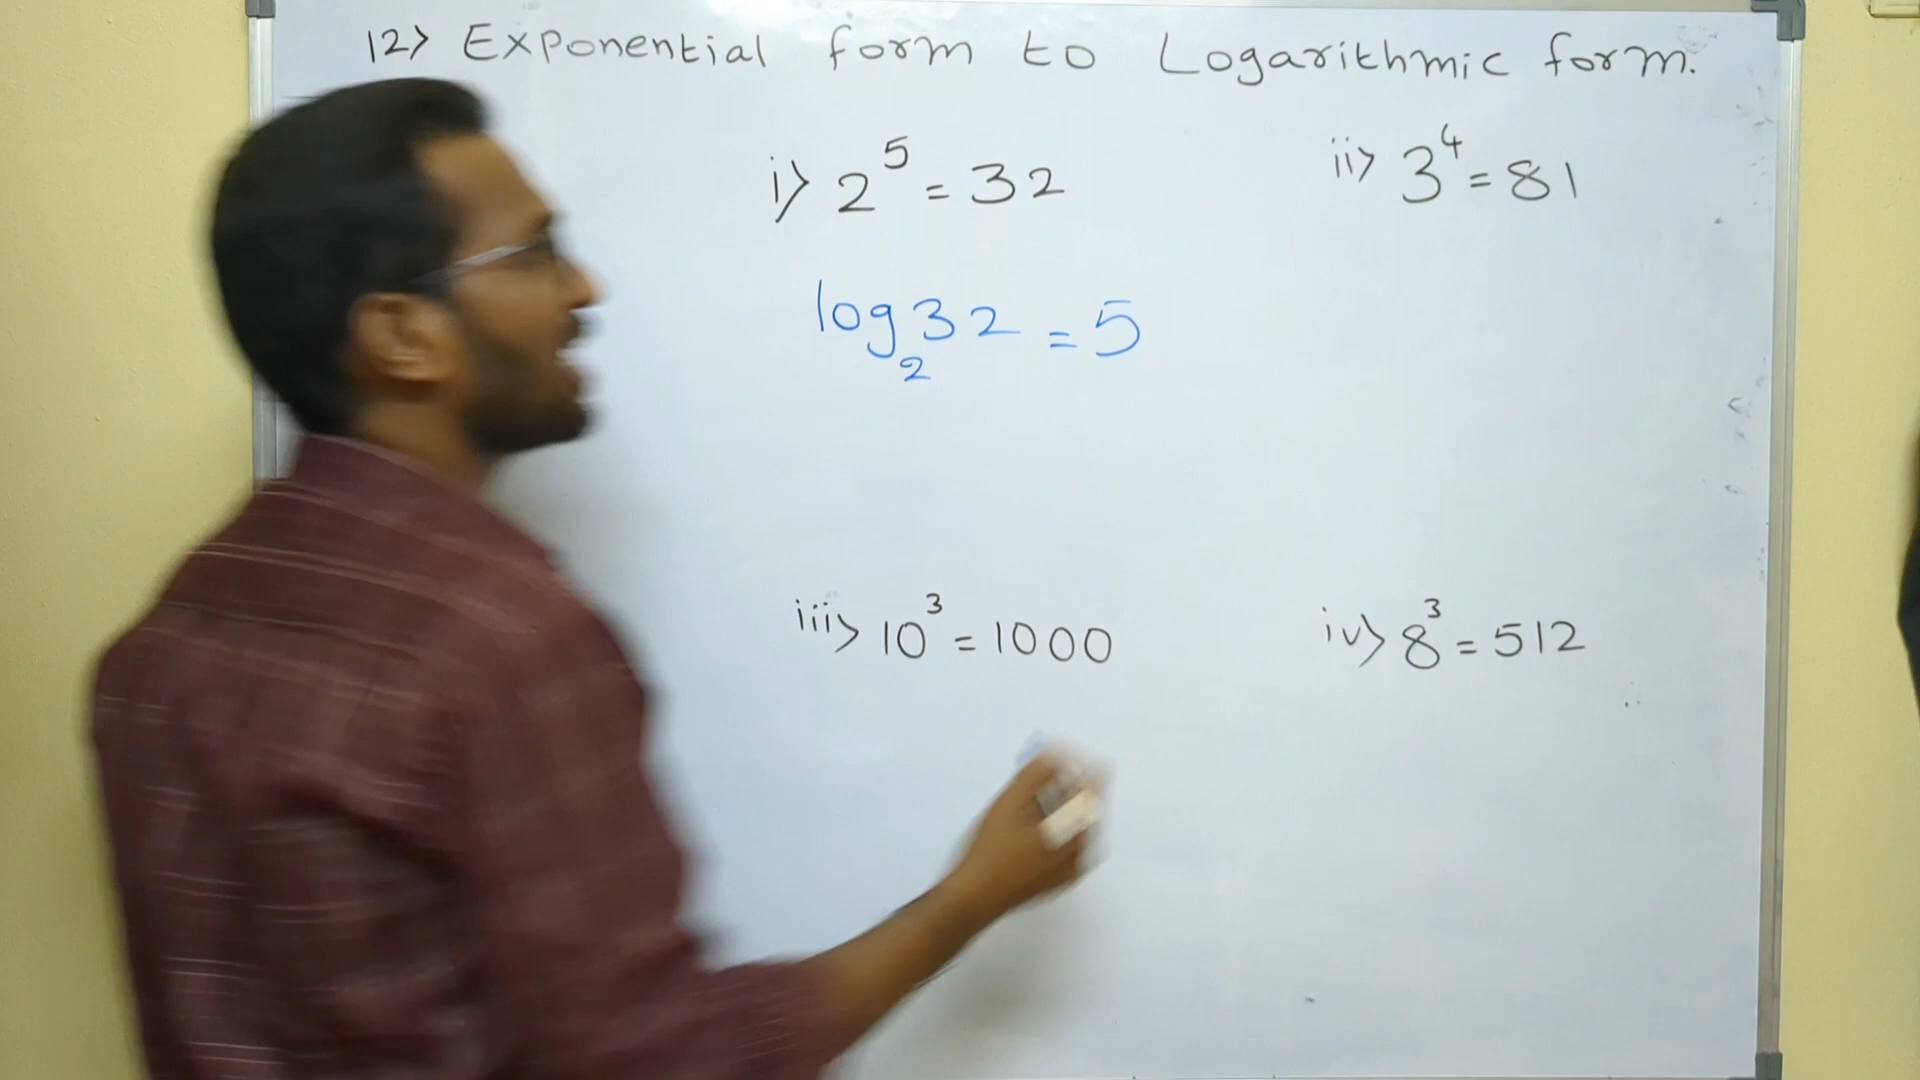 12> Exponential form to Logarithmic form.
i> 2⁵ = 32
ii> 3⁴ = 81
log₂32 = 5
iii> 10³ = 1000
iv> 8³ = 512